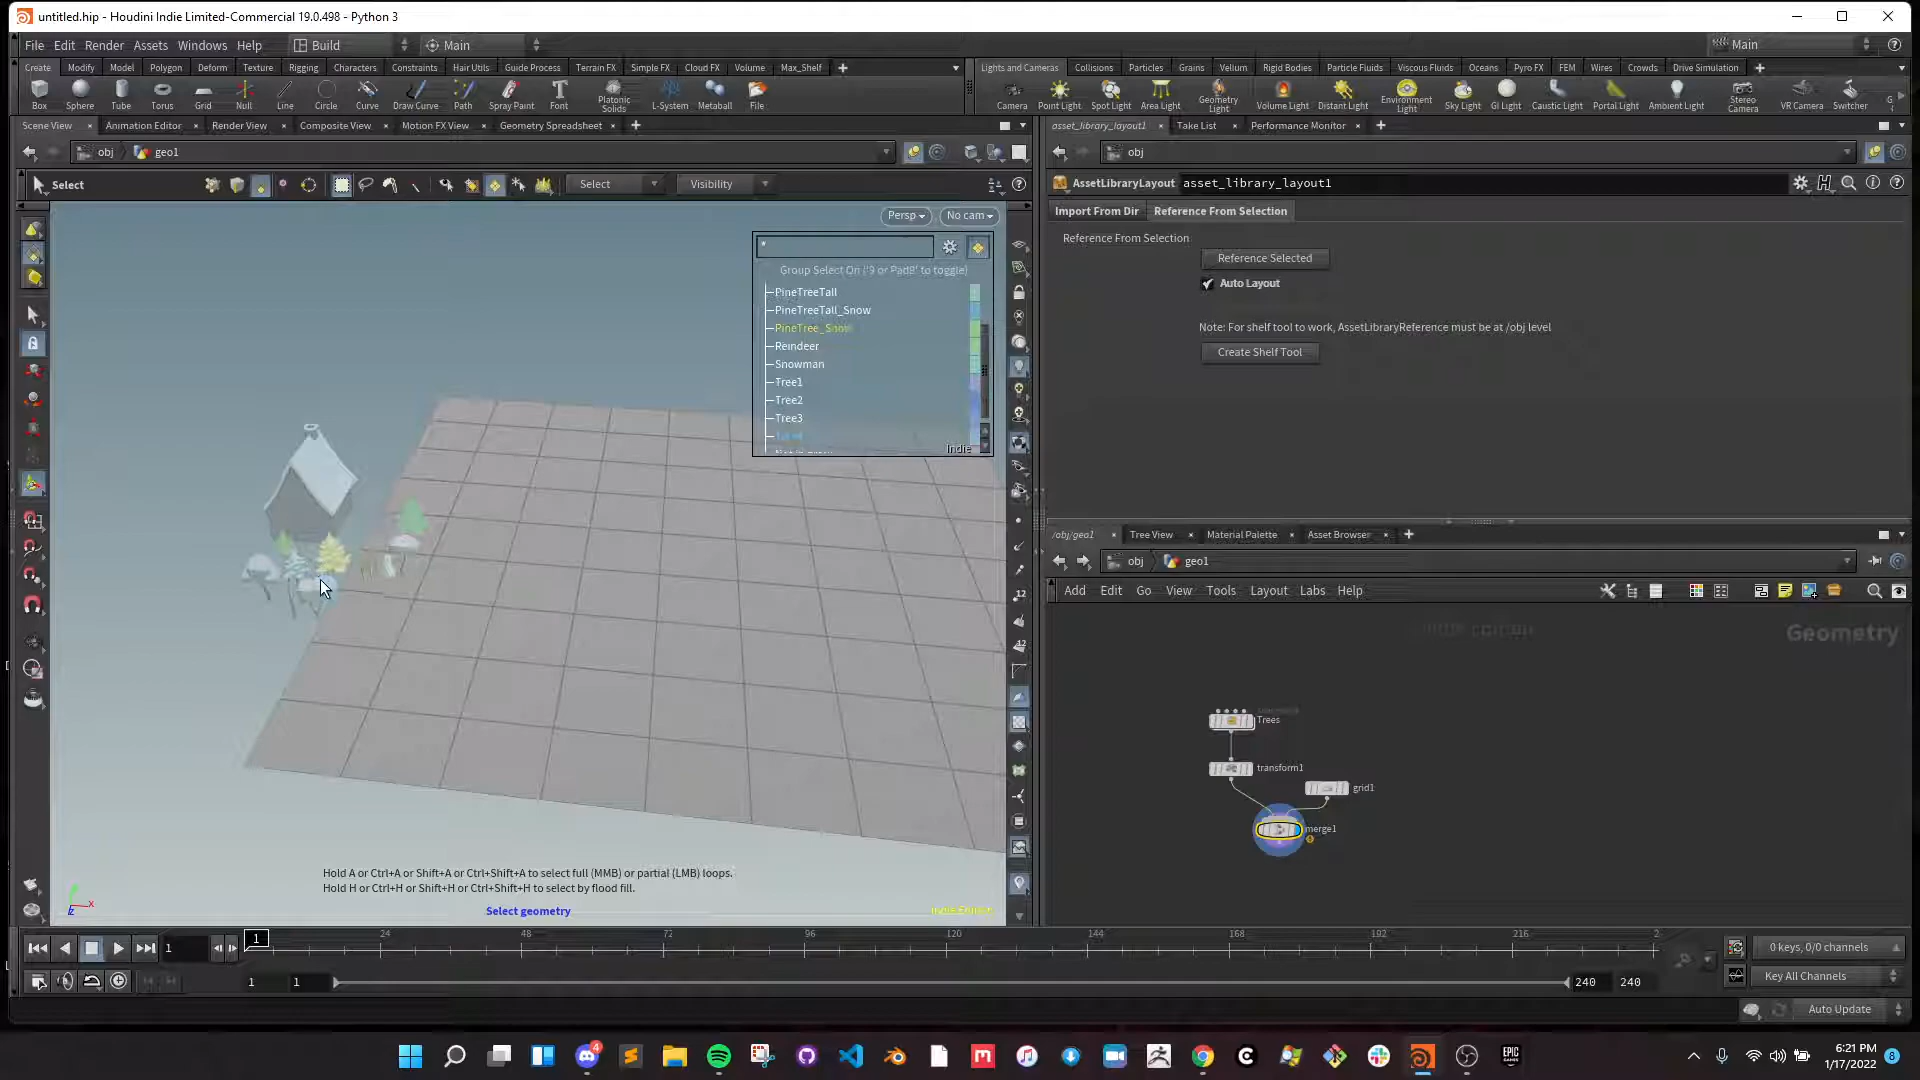 untitled.hip - Houdini Indie Limited-Commercial 19.0.498 - Python 3
File Edit Render Assets Windows Help Build Main Main
Create Modify Model Polygon Deform Texture Rigging Characters Constraints Hair Utils Guide Process Terrain FX Simple FX Cloud FX Volume Max_Shelf
Lights and Cameras Collisions Particles Grains Vellum Rigid Bodies Particle Fluids Viscous Fluids Oceans Pyro FX FEM Wires Crowds Drive Simulation
Box Sphere Tube Torus Grid Null Line Circle Curve Draw Curve Path Spray Paint Font Platonic Solids L-System Metaball File
Camera Point Light Spot Light Area Light Geometry Light Volume Light Distant Light Environment Light Sky Light GI Light Caustic Light Portal Light Ambient Light Stereo Camera VR Camera Switcher
Scene View Animation Editor Render View Composite View Motion FX View Geometry Spreadsheet
asset_library_layout1 Take List Performance Monitor
obj geo1
obj
Select Select Visibility
AssetLibraryLayout asset_library_layout1
Import From Dir Reference From Selection
Reference From Selection
Reference Selected
Auto Layout
Note: For shelf tool to work, AssetLibraryReference must be at /obj level
Create Shelf Tool
Persp No cam
*
Group Select On ('9 or Pad8' to toggle)
PineTreeTall
PineTreeTall_Snow
PineTree_Snow
Reindeer
Snowman
Tree1
Tree2
Tree3
Indie
/obj/geo1 Tree View Material Palette Asset Browser
obj geo1
Add Edit Go View Tools Layout Labs Help
Geometry
Trees
transform1
grid1
merge1
Hold A or Ctrl+A or Shift+A or Ctrl+Shift+A to select full (MMB) or partial (LMB) loops.
Hold H or Ctrl+H or Shift+H or Ctrl+Shift+H to select by flood fill.
Select geometry
Indie Edition
1 1 24 48 72 96 120 144 168 192 216 2
0 keys, 0/0 channels
1 1 240 240
Key All Channels
Auto Update
4
EPIC GAMES
6:21 PM
1/17/2022
8